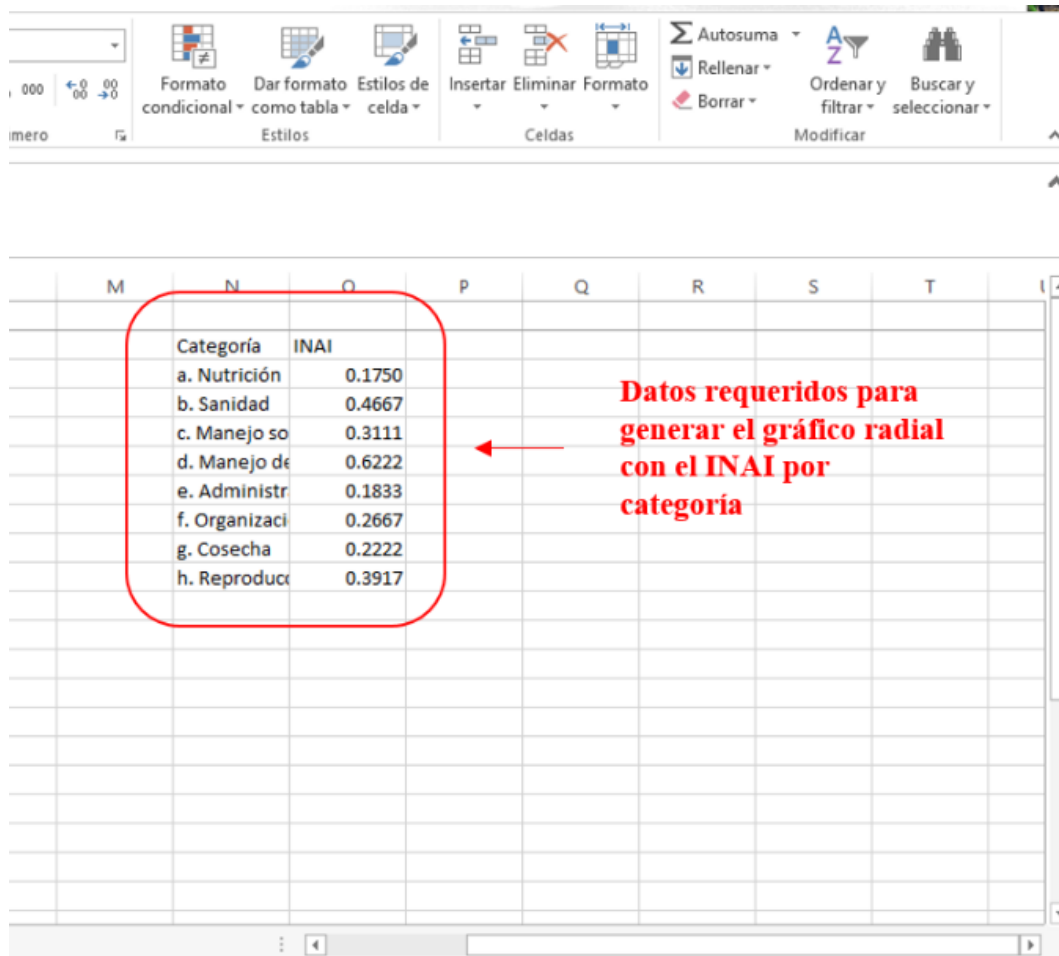 Autosuma
000
Formato condicional
Dar formato como tabla
Estilos de celda
Insertar
Eliminar
Formato
Rellenar
Borrar
Ordenar y filtrar
Buscar y seleccionar
mero
Estilos
Celdas
Modificar
M N O P Q R S T
Categoría INAI
a. Nutrición 0.1750
b. Sanidad 0.4667
c. Manejo so 0.3111
d. Manejo de 0.6222
e. Administr 0.1833
f. Organizaci 0.2667
g. Cosecha 0.2222
h. Reproduc 0.3917
Datos requeridos para
generar el gráfico radial
con el INAI por
categoría